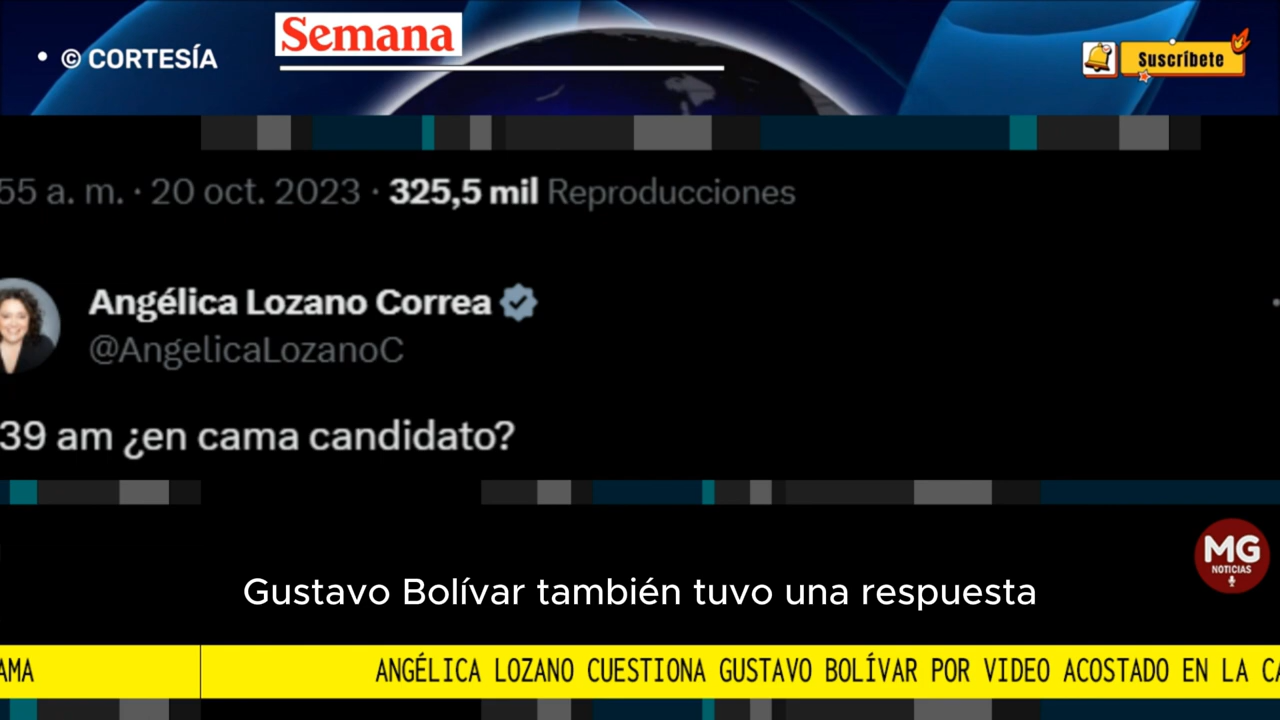 • © CORTESÍA
Semana
Suscríbete
55 a. m. · 20 oct. 2023 · 325,5 mil Reproducciones
Angélica Lozano Correa
@AngelicaLozanoC
39 am ¿en cama candidato?
MG
NOTICIAS
Gustavo Bolívar también tuvo una respuesta
AMA ANGÉLICA LOZANO CUESTIONA GUSTAVO BOLÍVAR POR VIDEO ACOSTADO EN LA CA